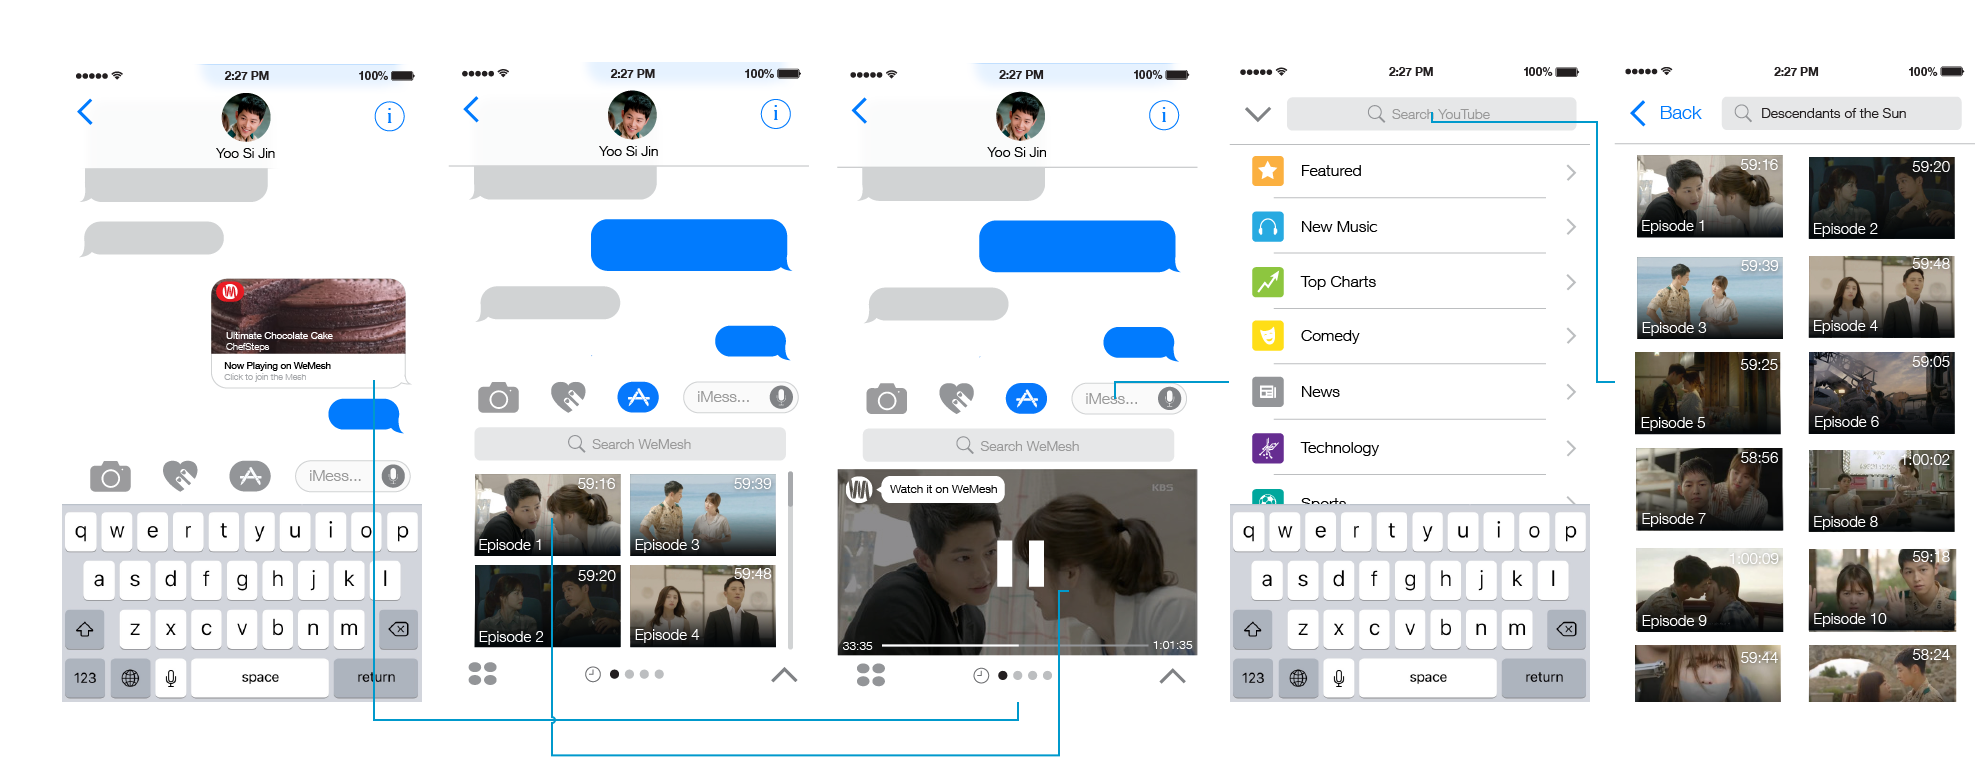 2:27 PM
100%
i
Yoo Si Jin
Ultimate Chocolate Cake
ChefSteps
Now Playing on WeMesh
Click to join the Mesh
iMess...
q w e r t y u i o p
a s d f g h j k l
z x c v b n m
123
space
return
2:27 PM
100%
i
Yoo Si Jin
iMess...
Search WeMesh
59:16
Episode 1
59:39
Episode 3
59:20
Episode 2
59:48
Episode 4
2:27 PM
100%
i
Yoo Si Jin
iMess...
Search WeMesh
Watch it on WeMesh
KBS
33:35
1:01:35
2:27 PM
100%
Search YouTube
Featured
New Music
Top Charts
Comedy
News
Technology
Sports
q w e r t y u i o p
a s d f g h j k l
z x c v b n m
123
space
return
2:27 PM
100%
Back
Descendants of the Sun
59:16
Episode 1
59:20
Episode 2
59:39
Episode 3
59:48
Episode 4
59:25
Episode 5
59:05
Episode 6
58:56
Episode 7
1:00:02
Episode 8
1:00:09
Episode 9
59:18
Episode 10
59:44
58:24